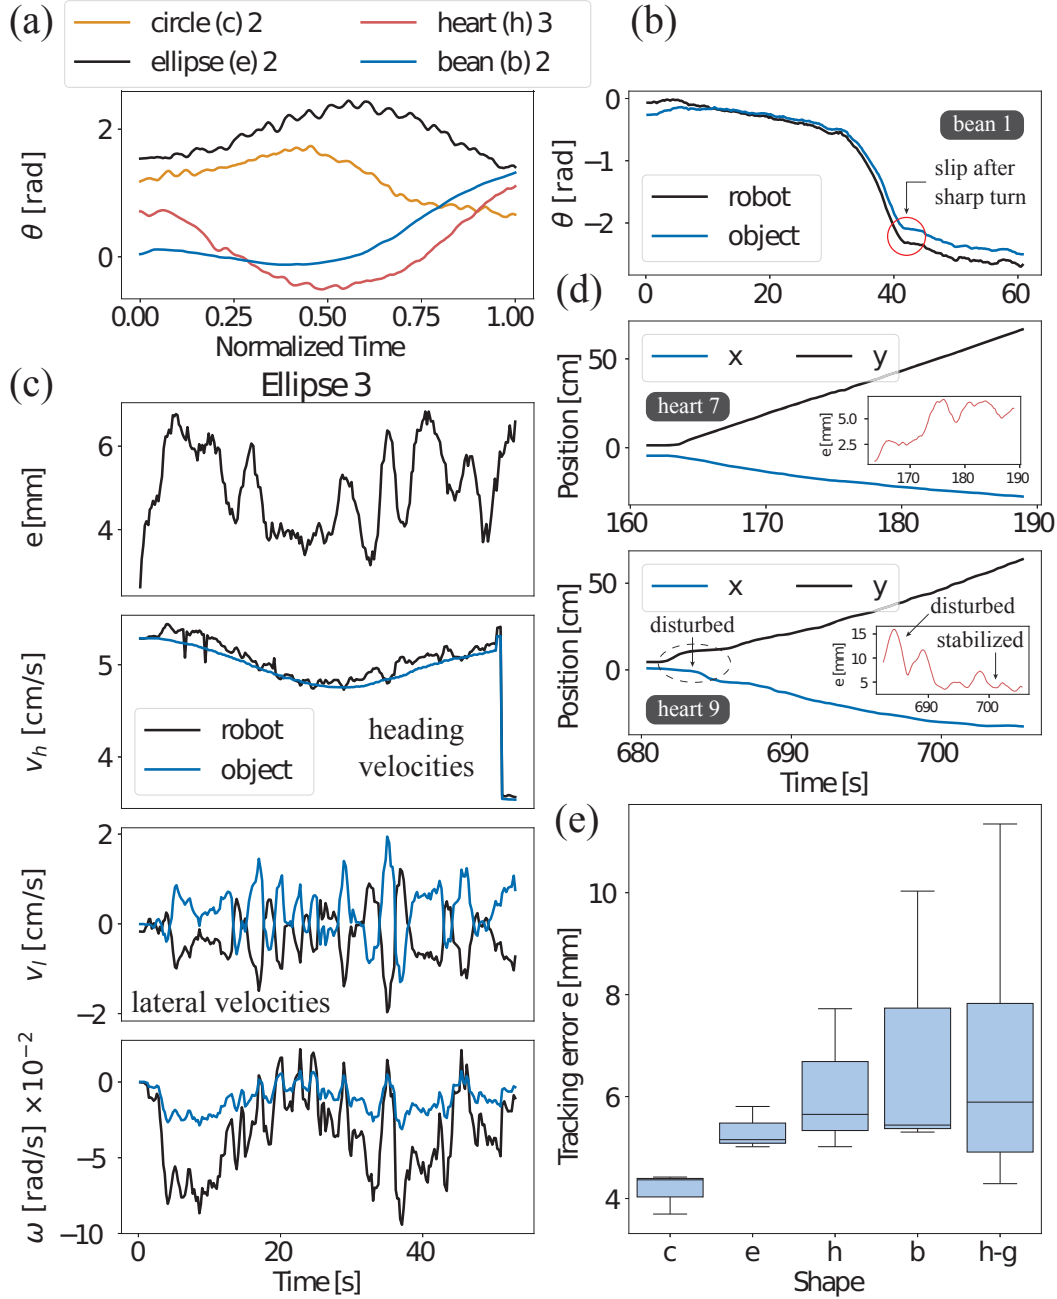 (a)
circle (c) 2
heart (h) 3
ellipse (e) 2
bean (b) 2
2
0
θ [rad]
0.00 0.25 0.50 0.75 1.00
Normalized Time
(b)
0
−1
−2
θ [rad]
bean 1
slip after
sharp turn
robot
object
0 20 40 60
(c)
Ellipse 3
6
4
e[mm]
5
4
v_h [cm/s]
robot
object
heading
velocities
2
0
−2
v_l [cm/s]
lateral velocities
0
−5
−10
ω [rad/s] ×10⁻²
0 20 40
Time [s]
(d)
50
0
Position [cm]
x y
heart 7
5.0
2.5
e [mm]
170 180 190
160 170 180 190
50
0
Position [cm]
x y
disturbed
heart 9
disturbed
stabilized
15
10
5
e [mm]
690 700
680 690 700
Time [s]
(e)
10
8
6
4
Tracking error e [mm]
c e h b h-g
Shape